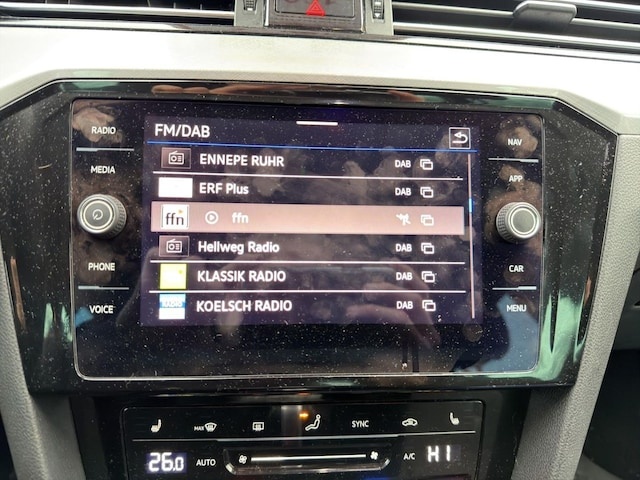 FM/DAB
RADIO
NAV
ENNEPE RUHR DAB
MEDIA
APP
ERF Plus DAB
ffn ffn
PHONE
Hellweg Radio DAB
CAR
KLASSIK RADIO DAB
VOICE
KOELSCH RADIO DAB
MENU
MAX
SYNC
26.0 AUTO
A/C HI